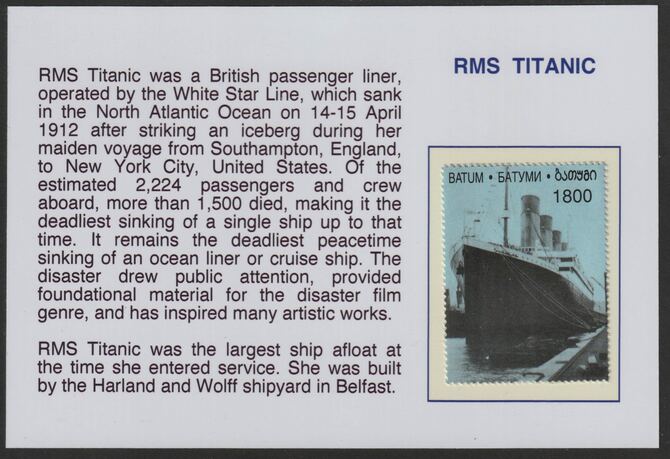 RMS TITANIC
RMS Titanic was a British passenger liner,
operated by the White Star Line, which sank
in the North Atlantic Ocean on 14-15 April
1912 after striking an iceberg during her
maiden voyage from Southampton, England,
to New York City, United States. Of the
estimated 2,224 passengers and crew
aboard, more than 1,500 died, making it the
deadliest sinking of a single ship up to that
time. It remains the deadliest peacetime
sinking of an ocean liner or cruise ship. The
disaster drew public attention, provided
foundational material for the disaster film
genre, and has inspired many artistic works.
RMS Titanic was the largest ship afloat at
the time she entered service. She was built
by the Harland and Wolff shipyard in Belfast.
BATUM • БАТУМИ • ბათუმი
1800